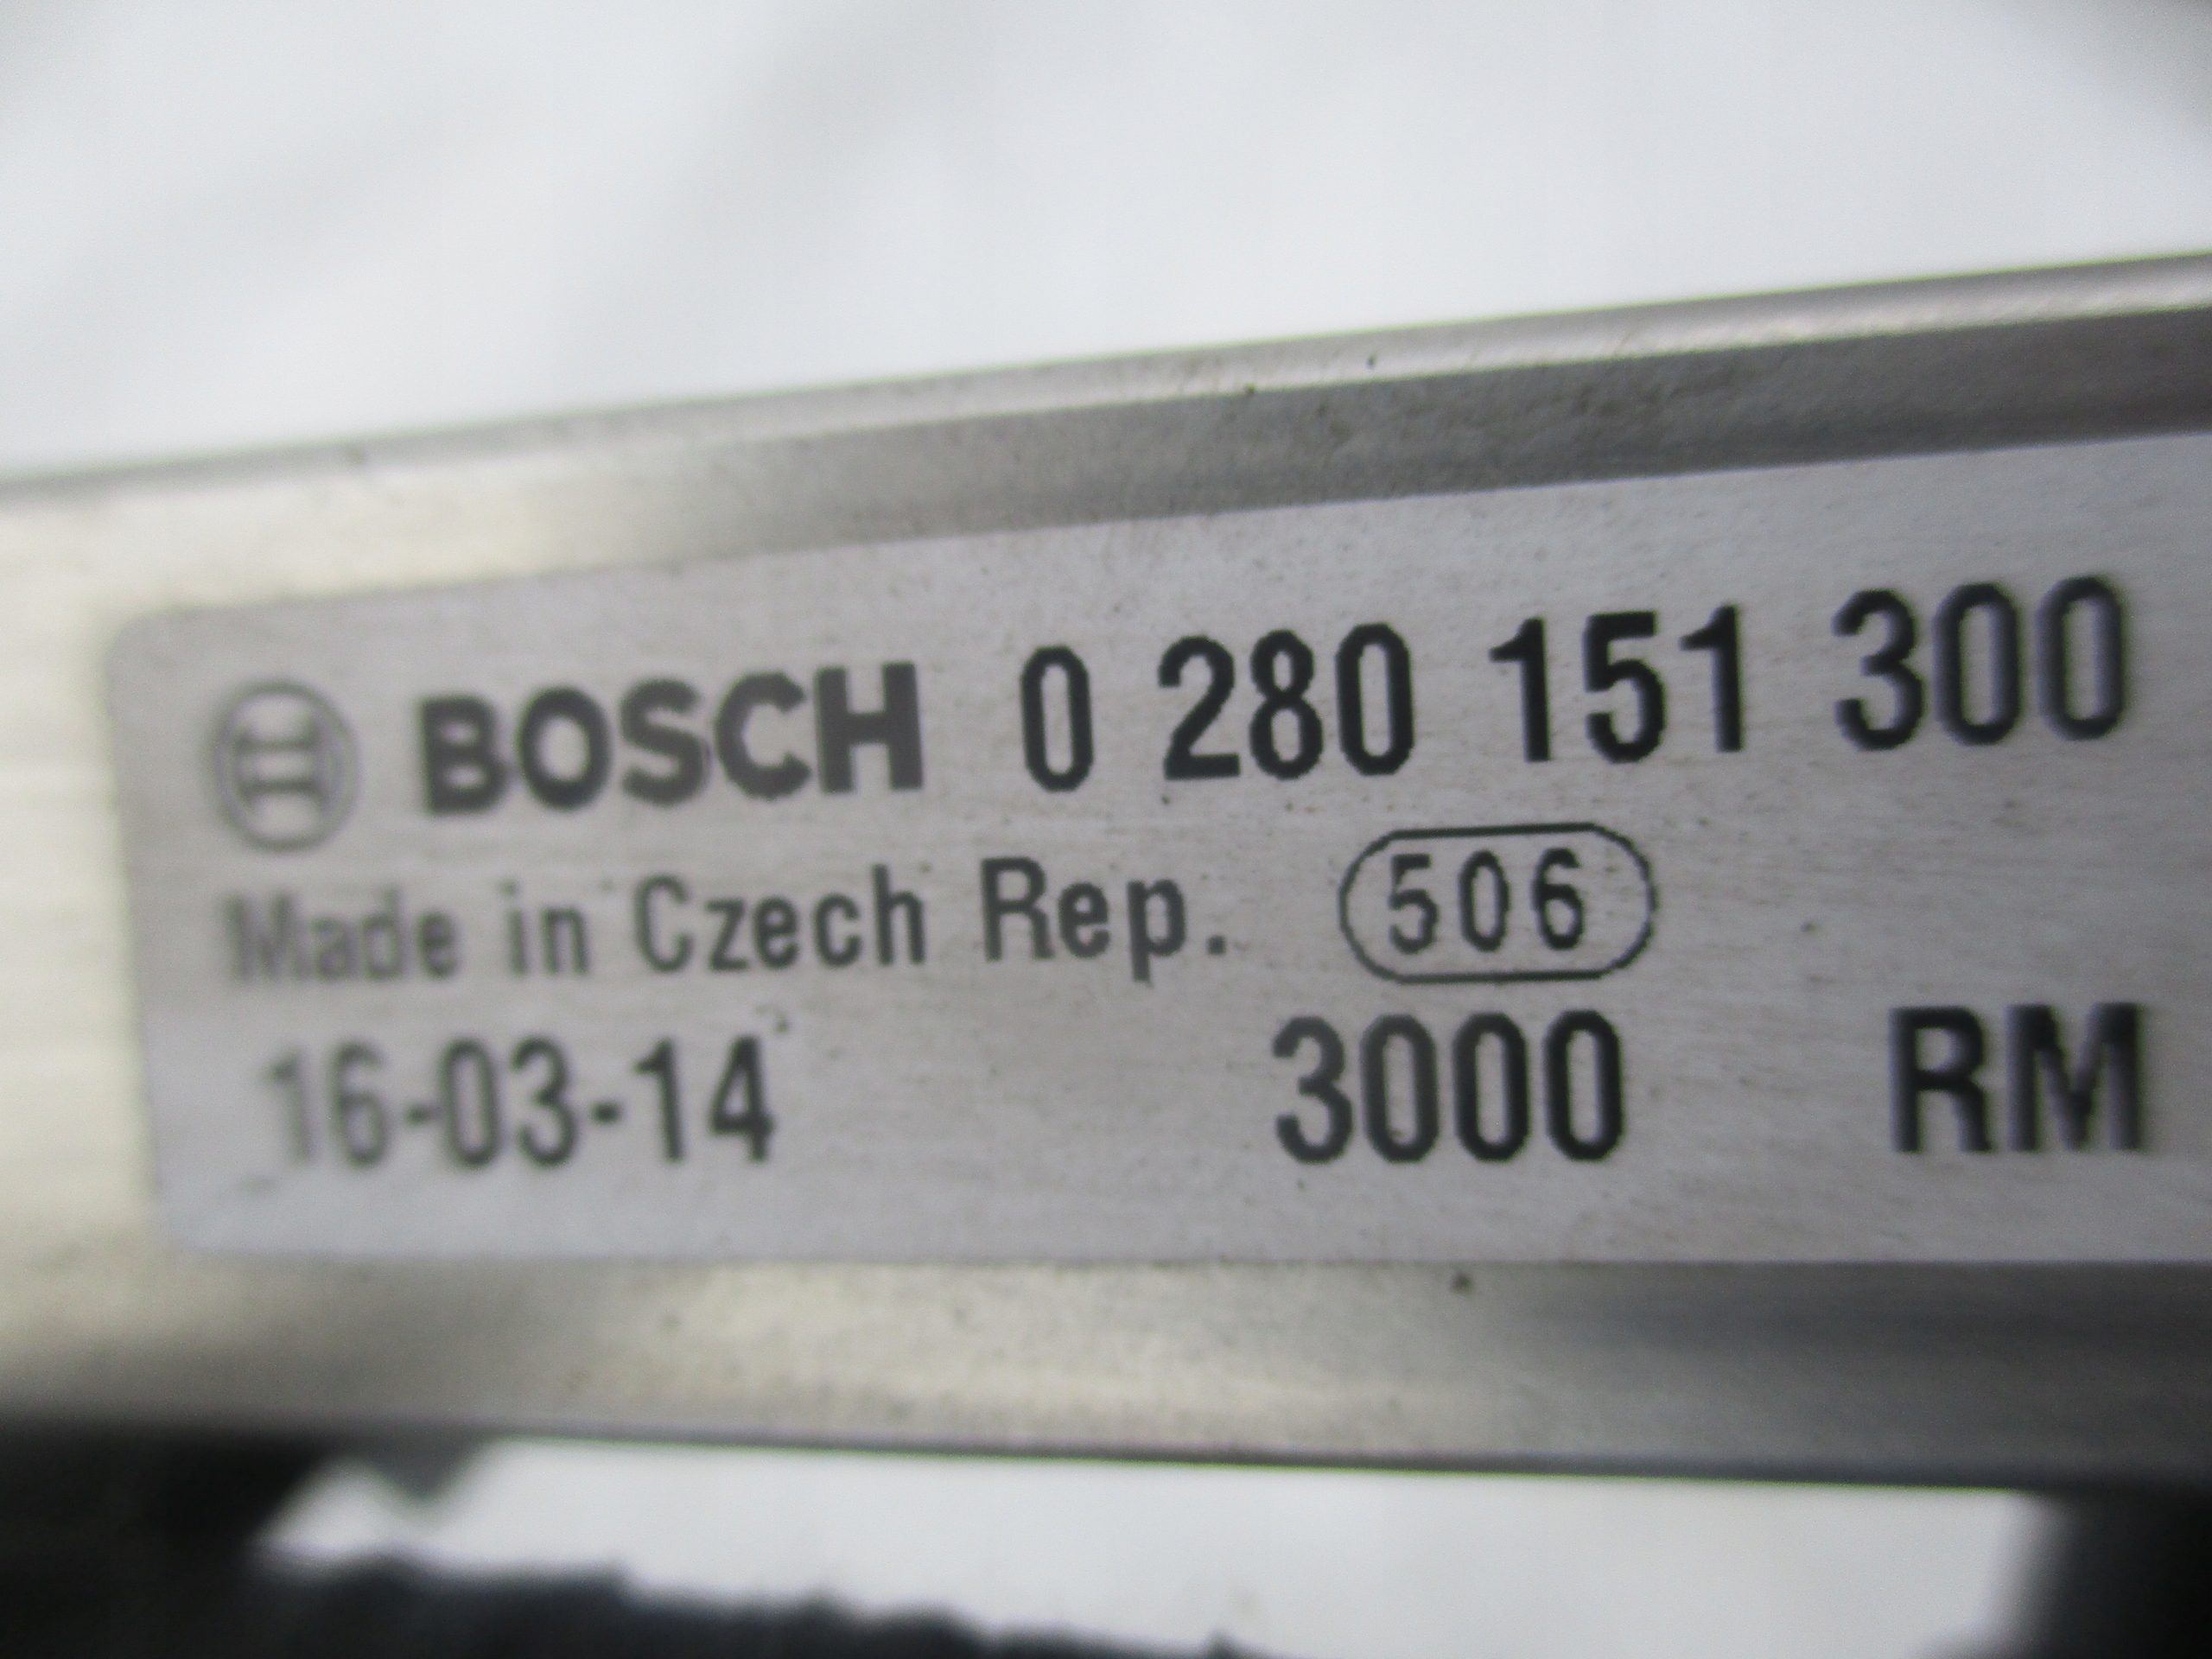 BOSCH 0 280 151 300
Made in Czech Rep. 506
16-03-14 3000 RM